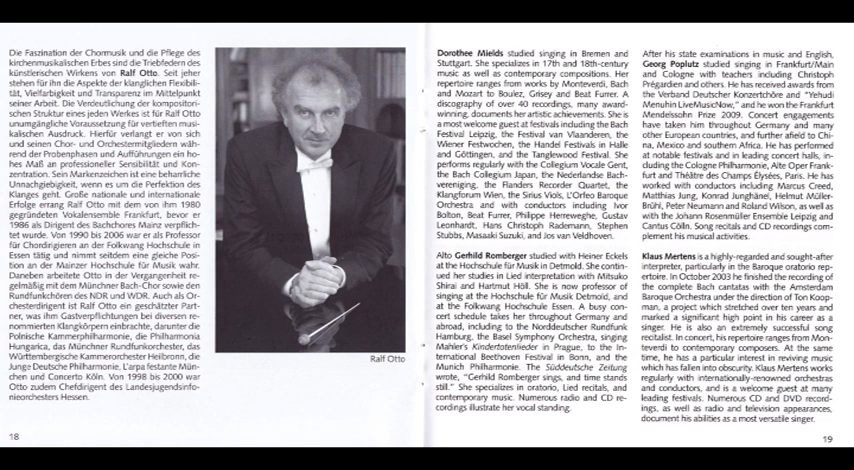 Die Faszination der Chormusik und die Pflege des
kirchenmusikalischen Erbes sind die Triebfedern des
künstlerischen Wirkens von Ralf Otto. Seit jeher
stehen für ihn die Aspekte der klanglichen Flexibili-
tät, Vielfarbigkeit und Transparenz im Mittelpunkt
seiner Arbeit. Die Verdeutlichung der kompositori-
schen Struktur eines jeden Werkes ist für Ralf Otto
unumgängliche Voraussetzung für vertieften musi-
kalischen Ausdruck. Hierfür verlangt er von sich
und seinen Chor- und Orchestermitgliedern wäh-
rend der Probenphasen und Aufführungen ein ho-
hes Maß an professioneller Sensibilität und Kon-
zentration. Sein Markenzeichen ist eine beharrliche
Unnachgiebigkeit, wenn es um die Perfektion des
Klanges geht. Große nationale und internationale
Erfolge errang Ralf Otto mit dem von ihm 1980
gegründeten Vokalensemble Frankfurt, bevor er
1986 als Dirigent des Bachchores Mainz verpflich-
tet wurde. Von 1990 bis 2006 war er als Professor
für Chordirigieren an der Folkwang Hochschule in
Essen tätig und nimmt seitdem eine gleiche Posi-
tion an der Mainzer Hochschule für Musik wahr.
Daneben arbeitete Otto in der Vergangenheit re-
gelmäßig mit dem Münchner Bach-Chor sowie den
Rundfunkchören des NDR und WDR. Auch als Or-
chesterdirigent ist Ralf Otto ein geschätzter Part-
ner, was ihm Gastverpflichtungen bei diversen re-
nommierten Klangkörpern einbrachte, darunter die
Polnische Kammerphilharmonie, die Philharmonia
Hungarica, das Münchner Rundfunkorchester, das
Württembergische Kammerorchester Heilbronn, die
Junge Deutsche Philharmonie, L'arpa festante Mün-
chen und Concerto Köln. Von 1998 bis 2000 war
Otto zudem Chefdirigent des Landesjugendsinfo-
nieorchesters Hessen.
Ralf Otto
18
Dorothee Mields studied singing in Bremen and
Stuttgart. She specializes in 17th and 18th-century
music as well as contemporary compositions. Her
repertoire ranges from works by Monteverdi, Bach
and Mozart to Boulez, Grisey and Beat Furrer. A
discography of over 40 recordings, many award-
winning, documents her artistic achievements. She is
a most welcome guest at festivals including the Bach
Festival Leipzig, the Festival van Vlaanderen, the
Wiener Festwochen, the Handel Festivals in Halle
and Göttingen, and the Tanglewood Festival. She
performs regularly with the Collegium Vocale Gent,
the Bach Collegium Japan, the Nederlandse Bach-
vereniging, the Flanders Recorder Quartet, the
Klangforum Wien, the Sirius Viols, L'Orfeo Baroque
Orchestra and with conductors including Ivor
Bolton, Beat Furrer, Philippe Herreweghe, Gustav
Leonhardt, Hans Christoph Rademann, Stephen
Stubbs, Masaaki Suzuki, and Jos van Veldhoven.
Alto Gerhild Romberger studied with Heiner Eckels
at the Hochschule für Musik in Detmold. She contin-
ued her studies in Lied interpretation with Mitsuko
Shirai and Hartmut Höll. She is now professor of
singing at the Hochschule für Musik Detmold, and
at the Folkwang Hochschule Essen. A busy con-
cert schedule takes her throughout Germany and
abroad, including to the Norddeutscher Rundfunk
Hamburg, the Basel Symphony Orchestra, singing
Mahler's Kindertotenlieder in Prague, to the In-
ternational Beethoven Festival in Bonn, and the
Munich Philharmonic. The Süddeutsche Zeitung
wrote, "Gerhild Romberger sings, and time stands
still." She specializes in oratorio, Lied recitals, and
contemporary music. Numerous radio and CD re-
cordings illustrate her vocal standing.
After his state examinations in music and English,
Georg Poplutz studied singing in Frankfurt/Main
and Cologne with teachers including Christoph
Prégardien and others. He has received awards from
the Verband Deutscher Konzertchöre and "Yehudi
Menuhin LiveMusicNow," and he won the Frankfurt
Mendelssohn Prize 2009. Concert engagements
have taken him throughout Germany and many
other European countries, and further afield to Chi-
na, Mexico and southern Africa. He has performed
at notable festivals and in leading concert halls, in-
cluding the Cologne Philharmonie, Alte Oper Frank-
furt and Théâtre des Champs Élysées, Paris. He has
worked with conductors including Marcus Creed,
Matthias Jung, Konrad Junghänel, Helmut Müller-
Brühl, Peter Neumann and Roland Wilson, as well as
with the Johann Rosenmüller Ensemble Leipzig and
Cantus Cölln. Song recitals and CD recordings com-
plement his musical activities.
Klaus Mertens is a highly-regarded and sought-after
interpreter, particularly in the Baroque oratorio rep-
ertoire. In October 2003 he finished the recording of
the complete Bach cantatas with the Amsterdam
Baroque Orchestra under the direction of Ton Koop-
man, a project which stretched over ten years and
marked a significant high point in his career as a
singer. He is also an extremely successful song
recitalist. In concert, his repertoire ranges from Mon-
teverdi to contemporary composers. At the same
time, he has a particular interest in reviving music
which has fallen into obscurity. Klaus Mertens works
regularly with internationally-renowned orchestras
and conductors, and is a welcome guest at many
leading festivals. Numerous CD and DVD record-
ings, as well as radio and television appearances,
document his abilities as a most versatile singer.
19